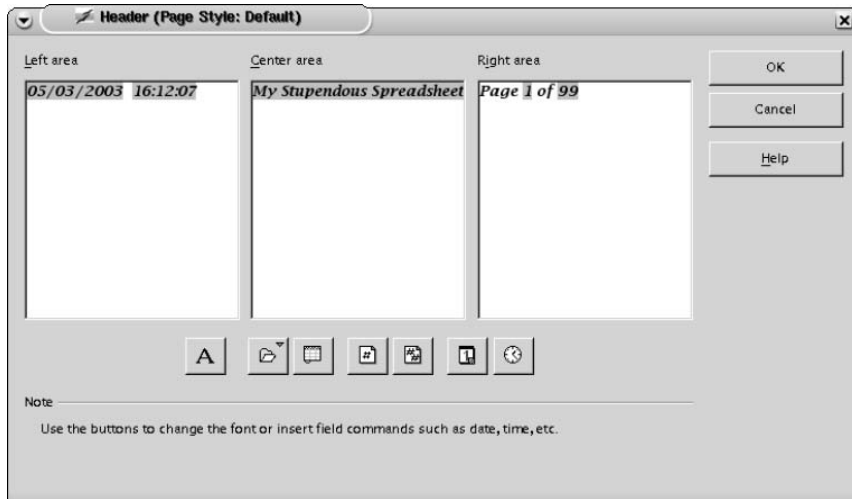 Header (Page Style: Default)
Left area
Center area
Right area
05/03/2003 16:12:07
My Stupendous Spreadsheet
Page 1 of 99
OK
Cancel
Help
A
Note
Use the buttons to change the font or insert field commands such as date, time, etc.